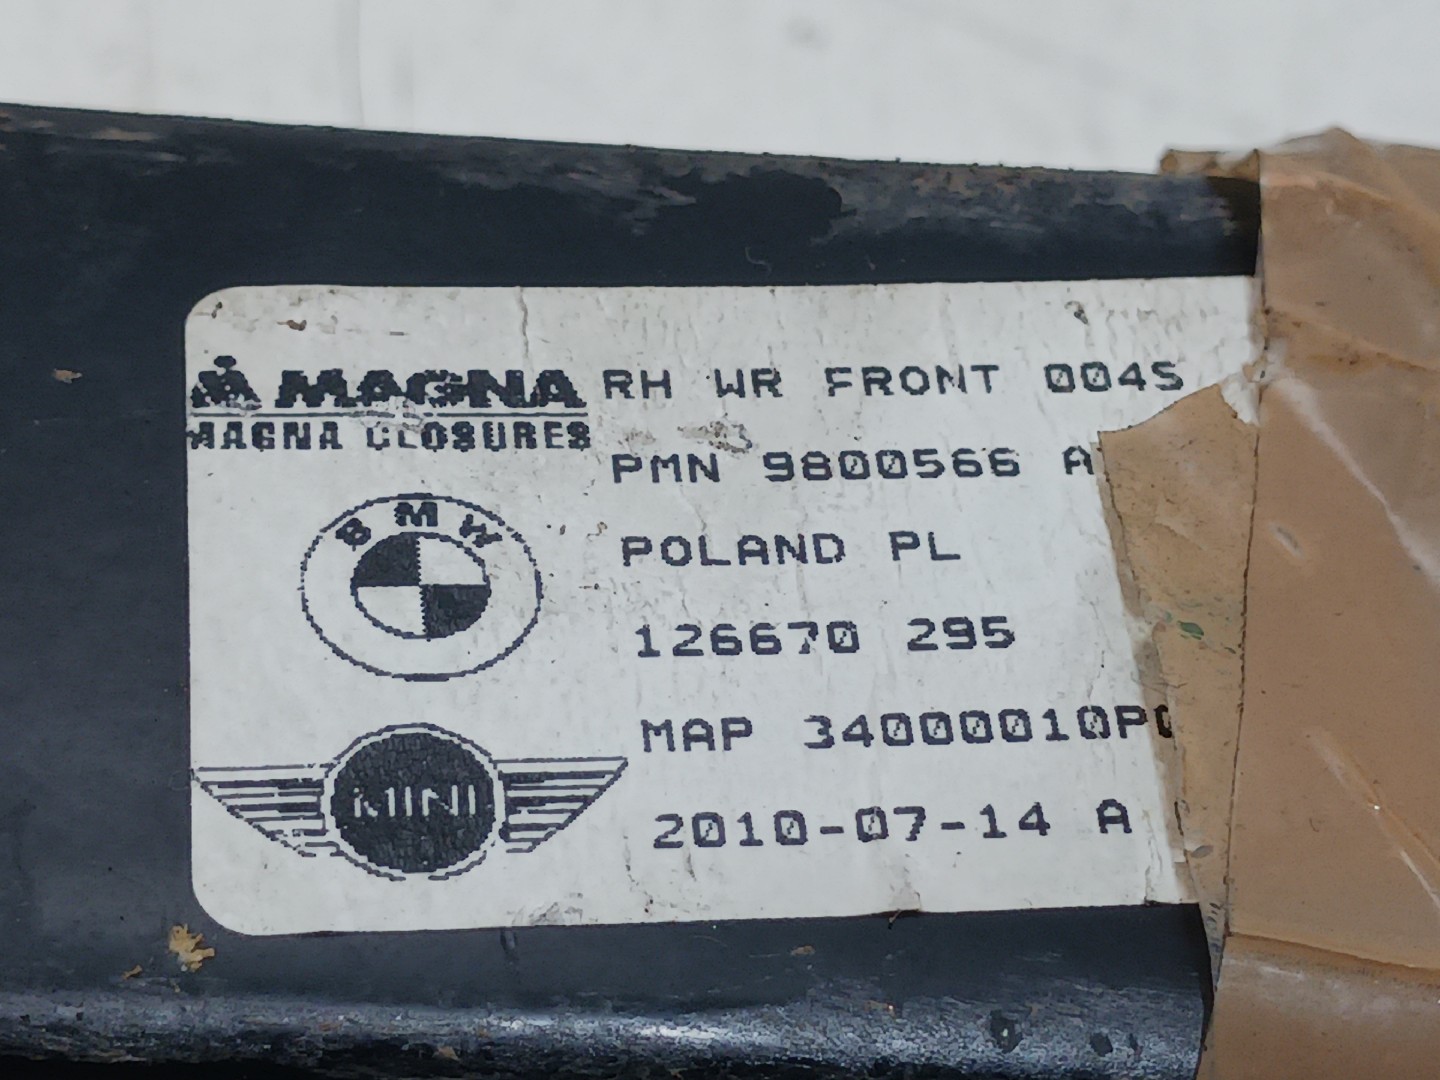 MAGNA
MAGNA CLOSURES
RH WR FRONT 004S
PMN 9800566 A
BMW
POLAND PL
126670 295
MAP 34000010P
MINI
2010-07-14 A